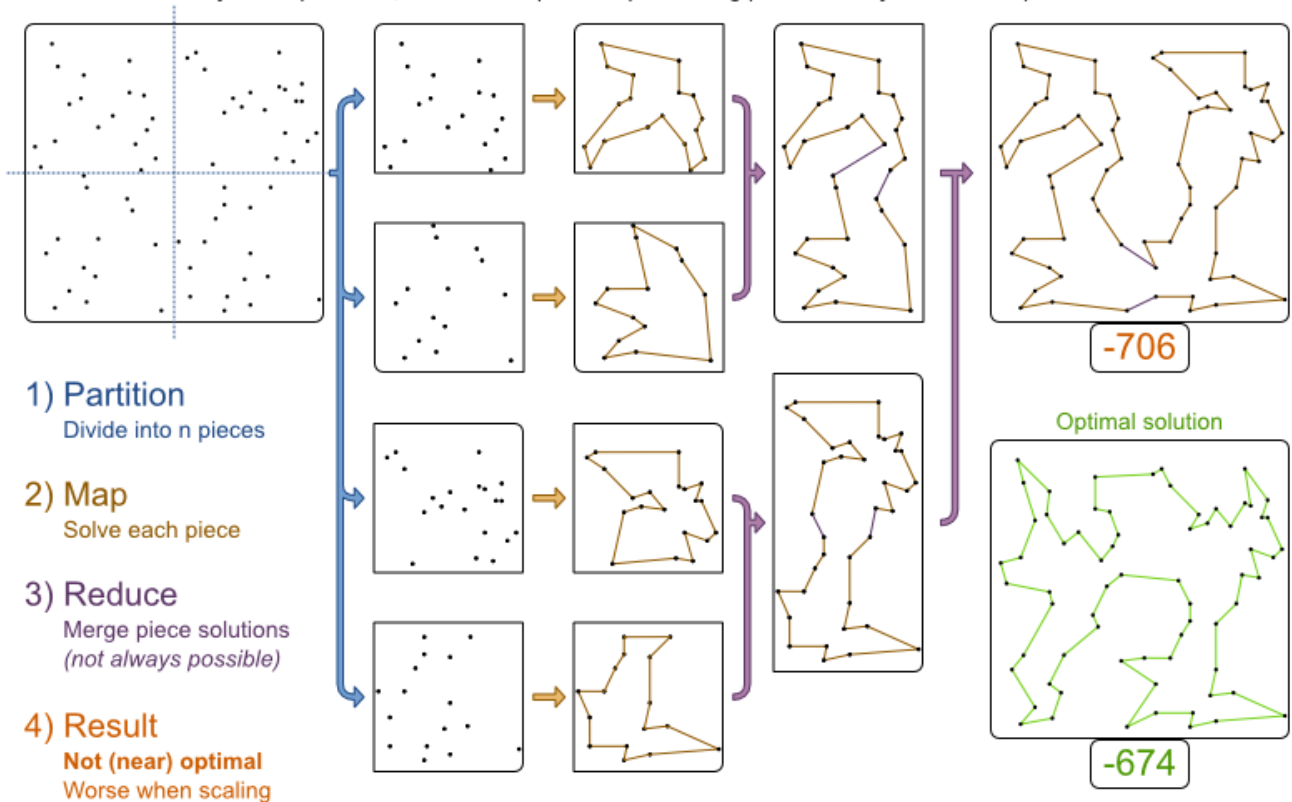 1) Partition
Divide into n pieces
2) Map
Solve each piece
3) Reduce
Merge piece solutions
(not always possible)
4) Result
Not (near) optimal
Worse when scaling
-706
Optimal solution
-674